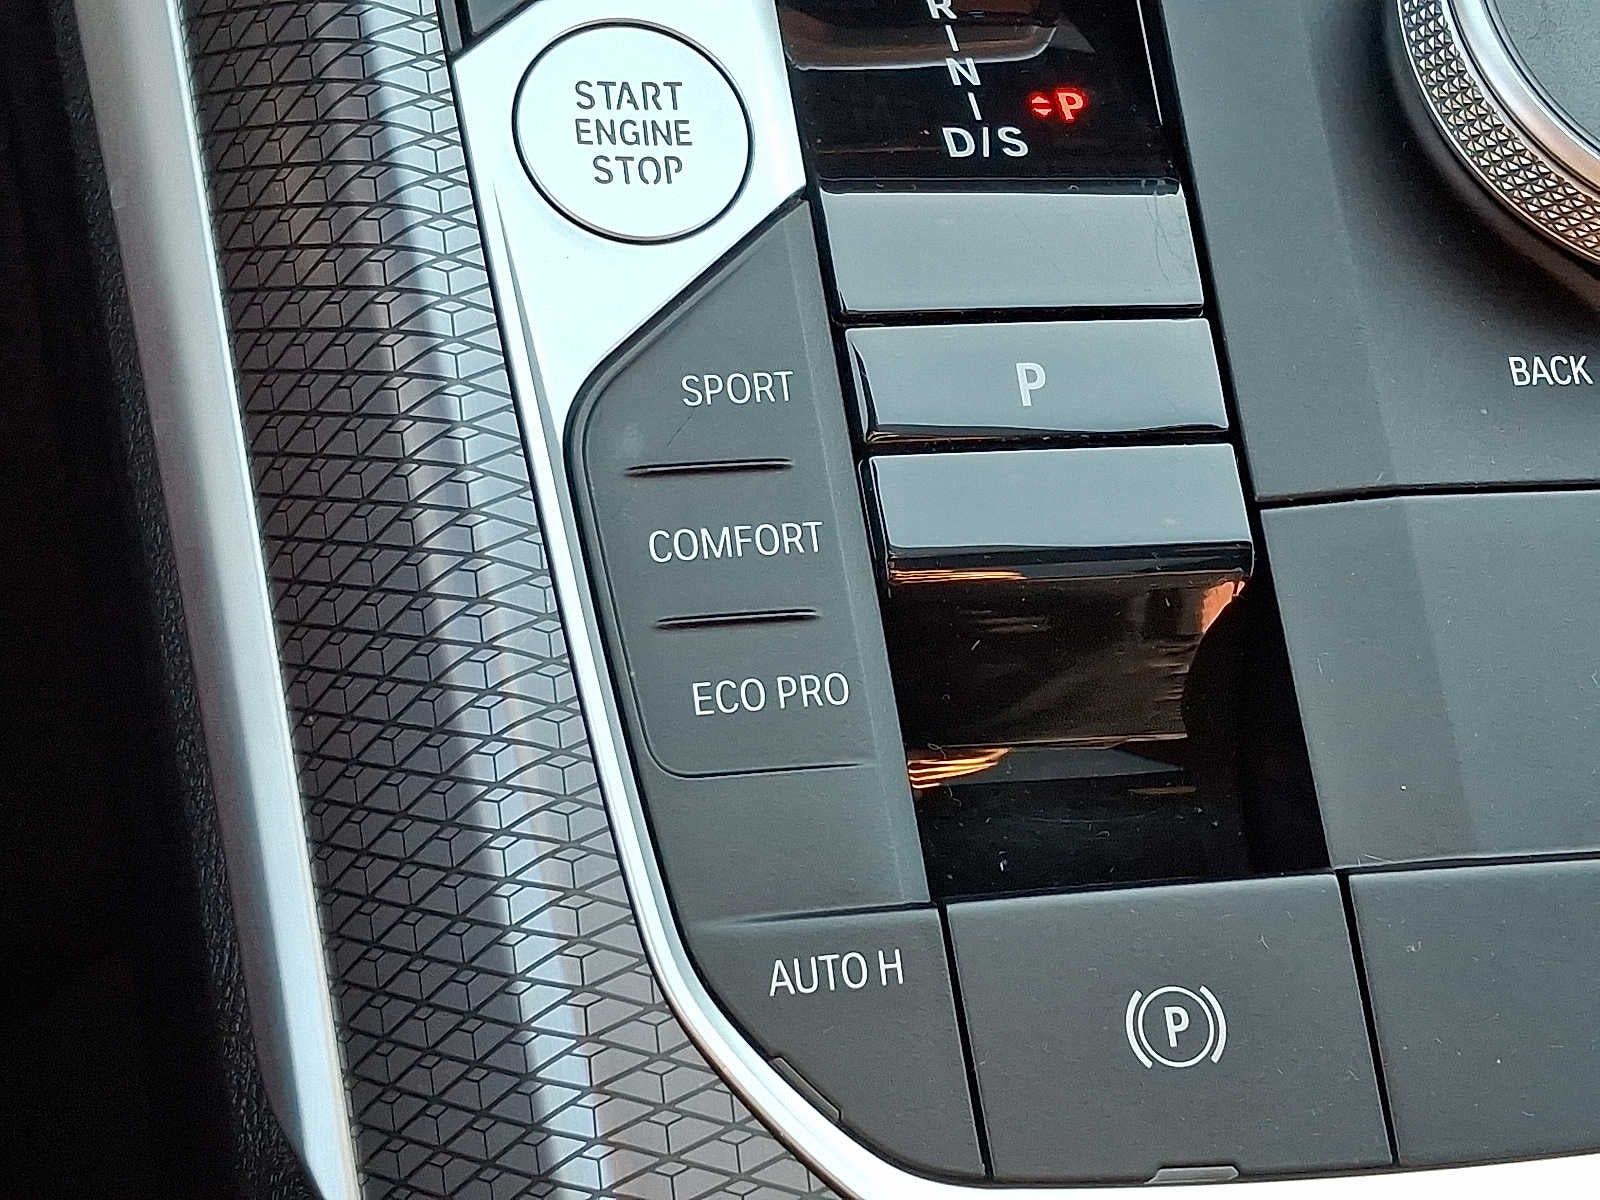 R
N
D/S
P
START
ENGINE
STOP
P
SPORT
BACK
COMFORT
ECO PRO
AUTO H
P